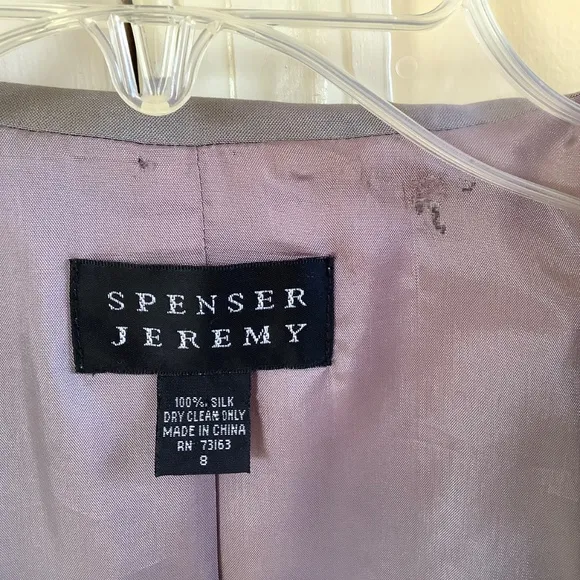 SPENSER
JEREMY
100% SILK
DRY CLEAN ONLY
MADE IN CHINA
RN 73163
8